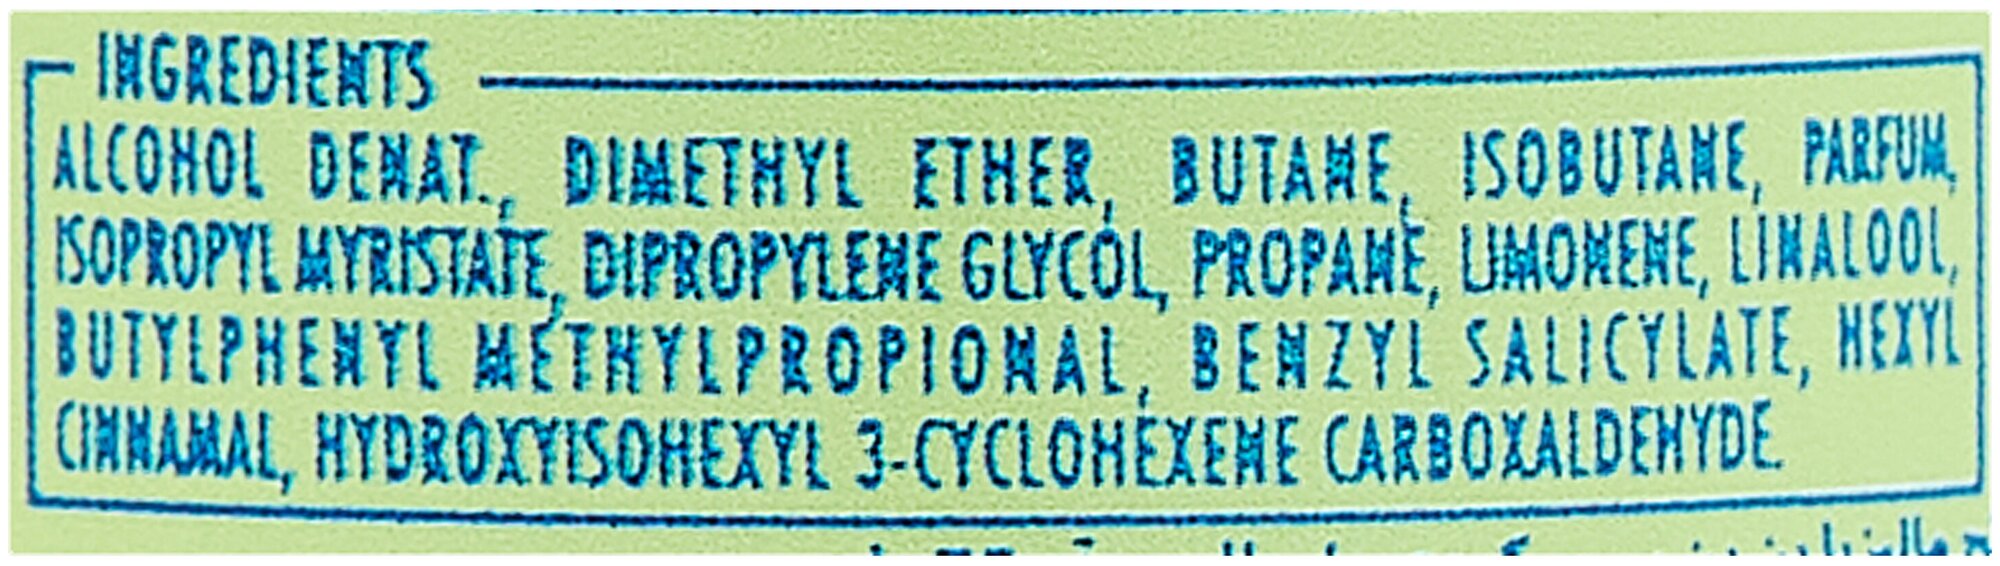 INGREDIENTS
ALCOHOL DENAT., DIMETHYL ETHER, BUTANE, ISOBUTANE, PARFUM,
ISOPROPYL MYRISTATE, DIPROPYLENE GLYCOL, PROPANE, LIMONENE, LINALOOL,
BUTYLPHENYL METHYLPROPIONAL, BENZYL SALICYLATE, HEXYL
CINNAMAL, HYDROXYISOHEXYL 3-CYCLOHEXENE CARBOXALDEHYDE.